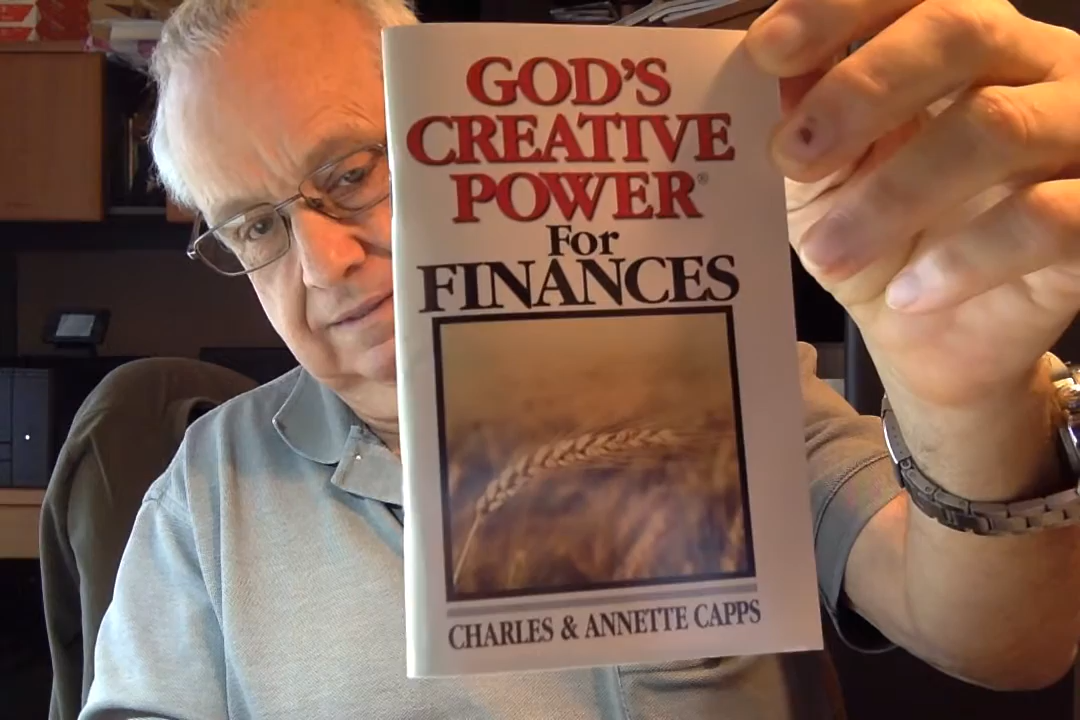 GOD'S
CREATIVE
POWER®
For
FINANCES
CHARLES & ANNETTE CAPPS